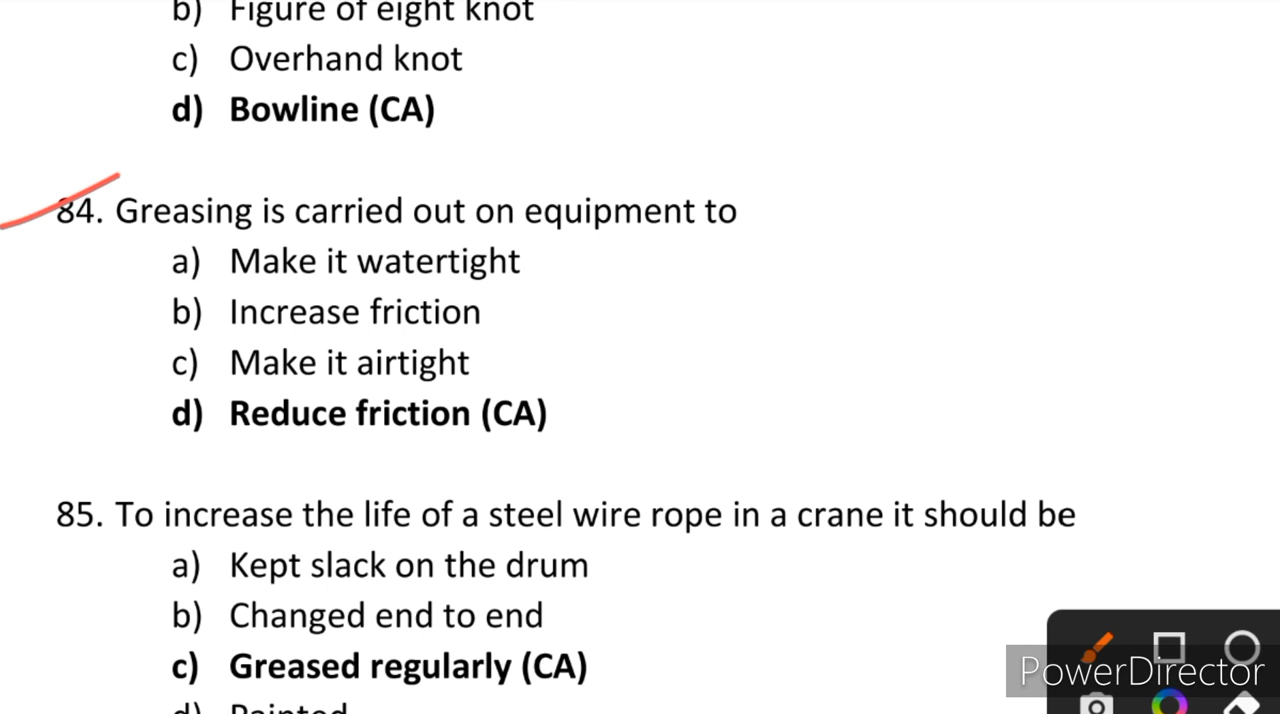 b) Figure of eight knot
c) Overhand knot
d) Bowline (CA)
84. Greasing is carried out on equipment to
a) Make it watertight
b) Increase friction
c) Make it airtight
d) Reduce friction (CA)
85. To increase the life of a steel wire rope in a crane it should be
a) Kept slack on the drum
b) Changed end to end
c) Greased regularly (CA)
d) Painted
PowerDirector